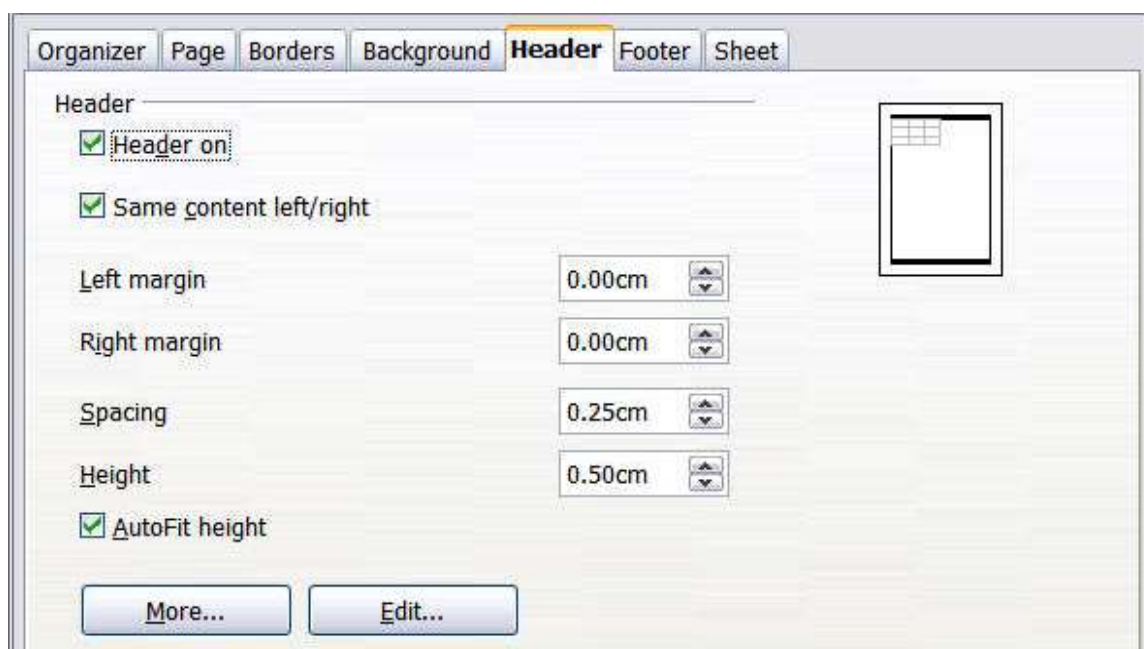 Organizer Page Borders Background Header Footer Sheet
Header
Header on
Same content left/right
Left margin 0.00cm
Right margin 0.00cm
Spacing 0.25cm
Height 0.50cm
AutoFit height
More... Edit...